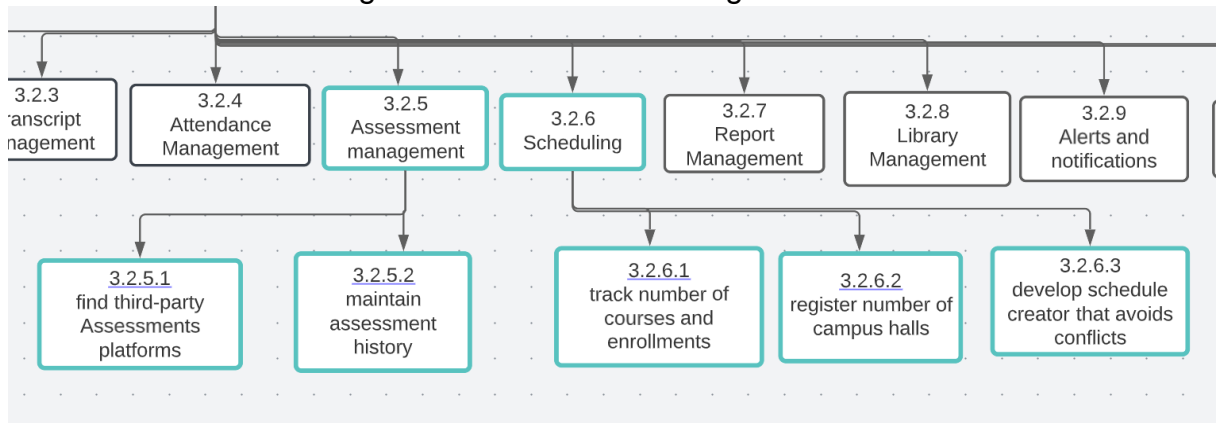 3.2.3
ranscript
nagement
3.2.4
Attendance
Management
3.2.5
Assessment
management
3.2.6
Scheduling
3.2.7
Report
Management
3.2.8
Library
Management
3.2.9
Alerts and
notifications
3.2.5.1
find third-party
Assessments
platforms
3.2.5.2
maintain
assessment
history
3.2.6.1
track number of
courses and
enrollments
3.2.6.2
register number of
campus halls
3.2.6.3
develop schedule
creator that avoids
conflicts